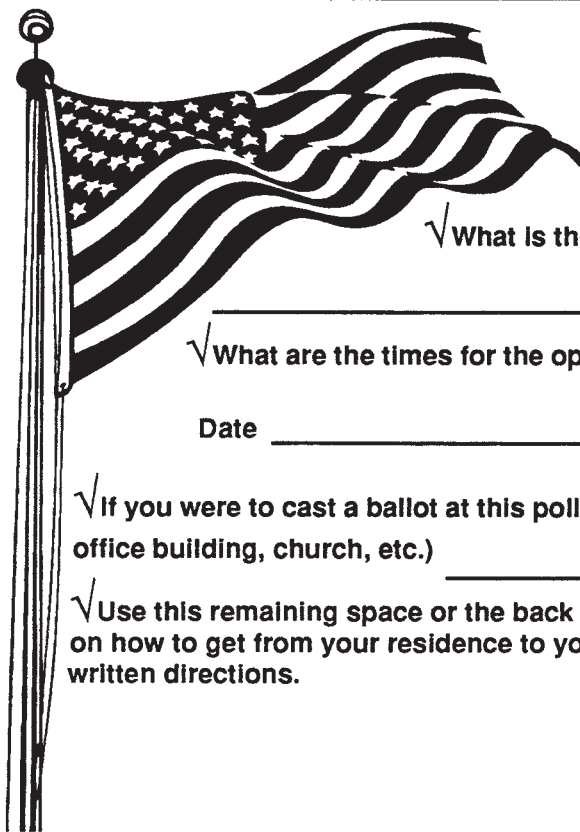 √What is th
√What are the times for the op
Date
√If you were to cast a ballot at this poll
office building, church, etc.)
√Use this remaining space or the back
on how to get from your residence to yo
written directions.